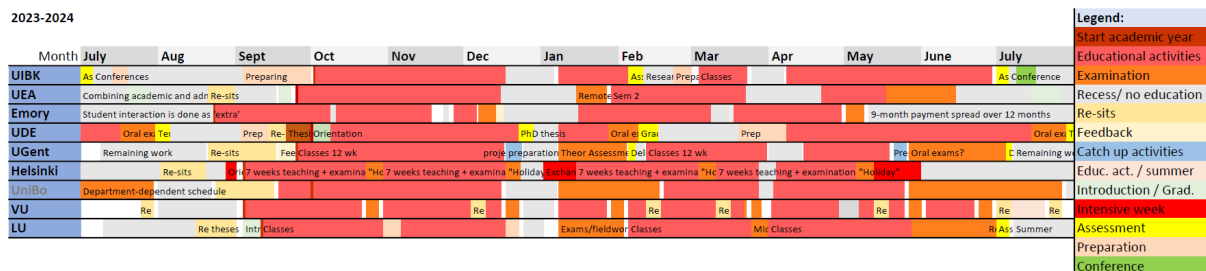 2023-2024
Legend:
Start academic year
Month July Aug Sept Oct Nov Dec Jan Feb Mar Apr May June July
Educational activities
UIBK As Conferences Preparing As: Resear Prepa Classes As Conference
Examination
UEA Combining academic and adn Re-sits Remote Sem 2
Recess/ no education
Emory Student interaction is done as 'extra' 9-month payment spread over 12 months
Re-sits
UDE Oral exa Ter Prep Re- Thesi Orientation PhD thesis Oral e: Grad Prep Oral exa T
Feedback
UGent Remaining work Re-sits Fee Classes 12 wk proje preparation Theor Assessme Del Classes 12 wk Pre Oral exams? D Remaining wo
Catch up activities
Helsinki Re-sits Orie 7 weeks teaching + examina "Ho 7 weeks teaching + examina "Holiday Exchan 7 weeks teaching + examina "Ho 7 weeks teaching + examination "Holiday"
Educ. act. / summer
UniBo Department-dependent schedule
Introduction / Grad.
VU Re Re Re Re Re Re Re
Intensive week
LU Re theses Intr Classes Exams/fieldwor Classes Mic Classes Re Ass Summer
Assessment
Preparation
Conference